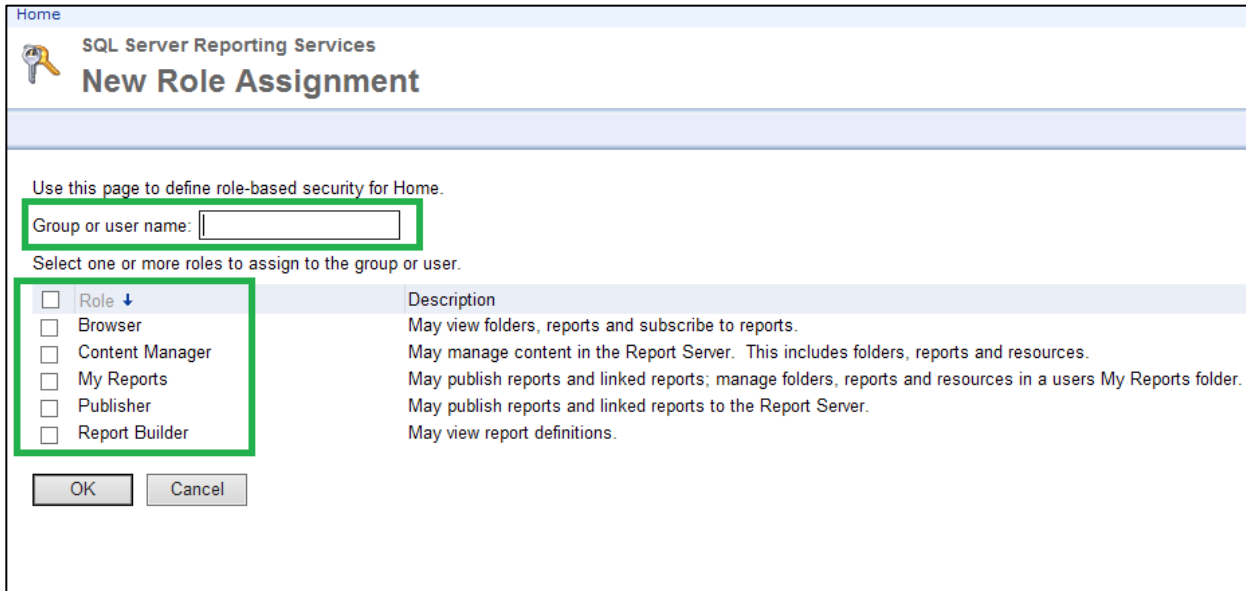 Home
SQL Server Reporting Services
New Role Assignment
Use this page to define role-based security for Home.
Group or user name:
Select one or more roles to assign to the group or user.
Role ↓ Description
Browser May view folders, reports and subscribe to reports.
Content Manager May manage content in the Report Server. This includes folders, reports and resources.
My Reports May publish reports and linked reports; manage folders, reports and resources in a users My Reports folder.
Publisher May publish reports and linked reports to the Report Server.
Report Builder May view report definitions.
OK Cancel